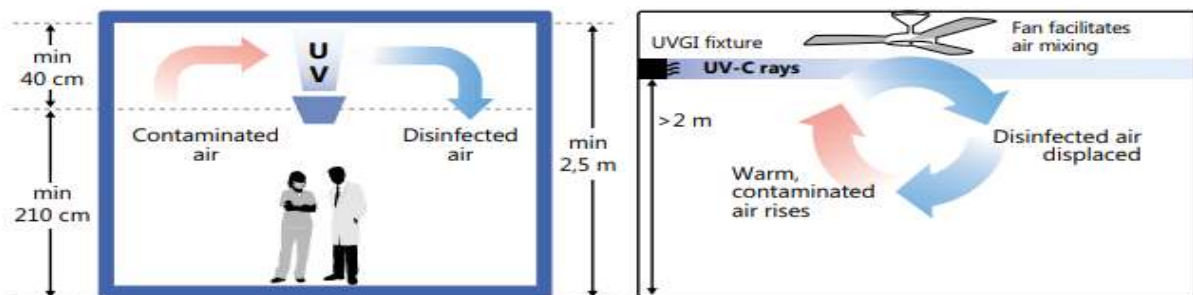 min
40 cm
min
210 cm
U
V
Contaminated
air
Disinfected
air
min
2,5 m
UVGI fixture
Fan facilitates
air mixing
UV-C rays
>2 m
Disinfected air
displaced
Warm,
contaminated
air rises